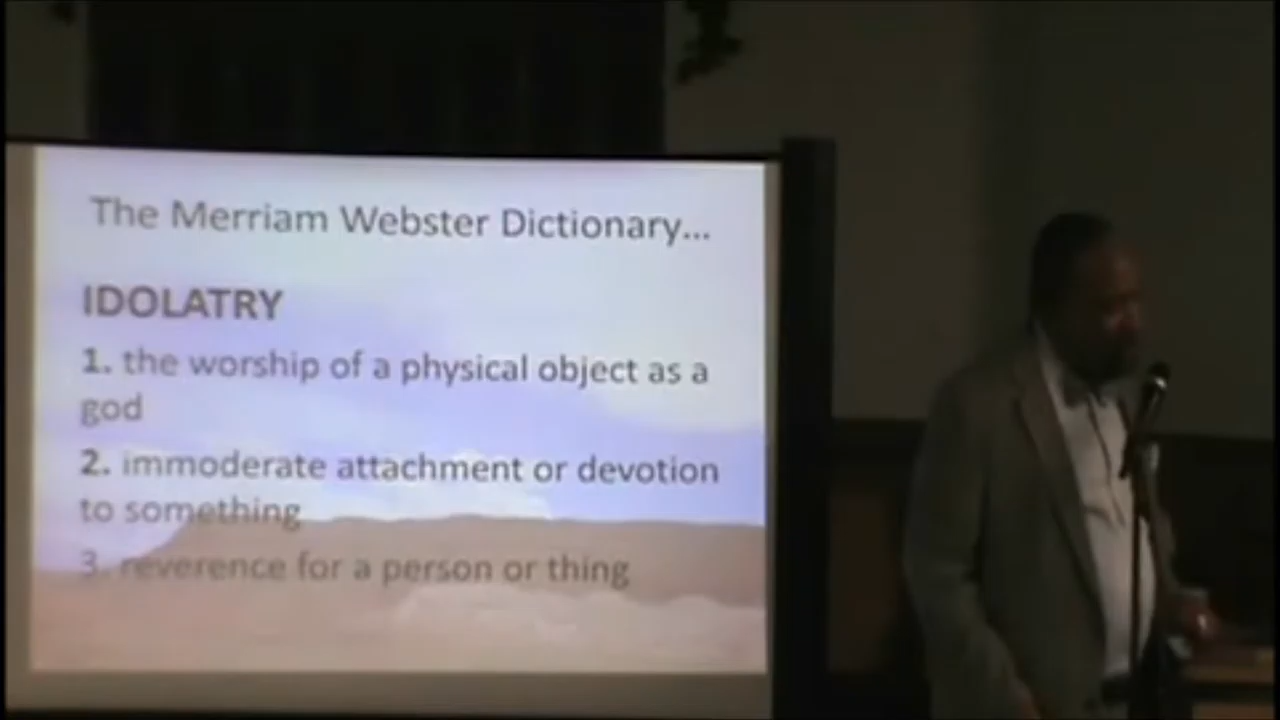 The Merriam Webster Dictionary...
IDOLATRY
1. the worship of a physical object as a
god
2. immoderate attachment or devotion
to something
3. reverence for a person or thing